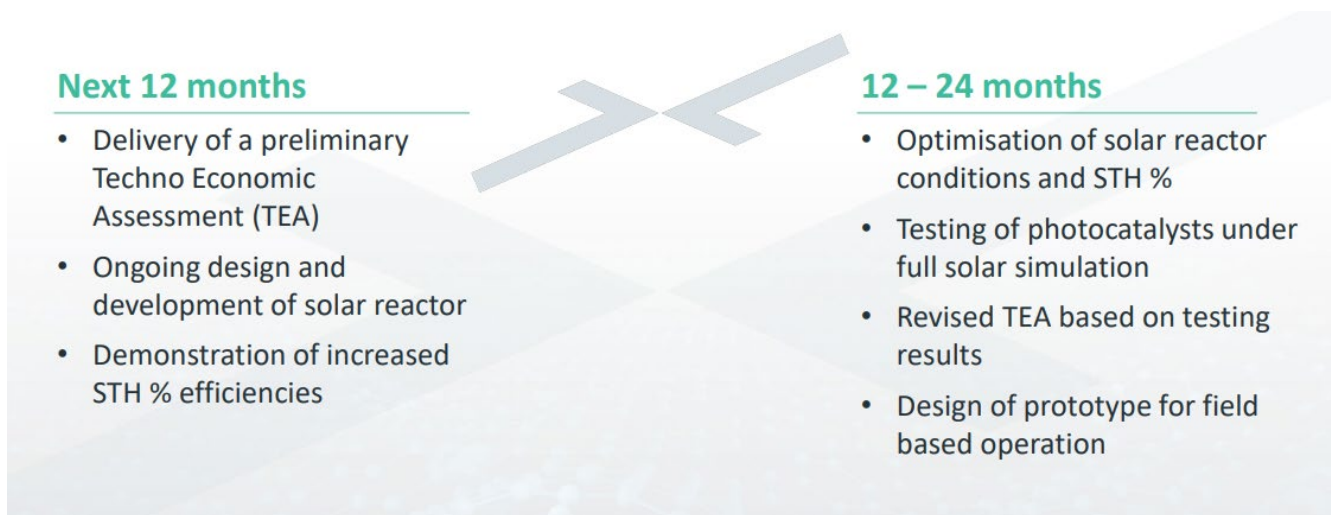 Next 12 months
• Delivery of a preliminary
Techno Economic
Assessment (TEA)
• Ongoing design and
development of solar reactor
• Demonstration of increased
STH % efficiencies
12 – 24 months
• Optimisation of solar reactor
conditions and STH %
• Testing of photocatalysts under
full solar simulation
• Revised TEA based on testing
results
• Design of prototype for field
based operation